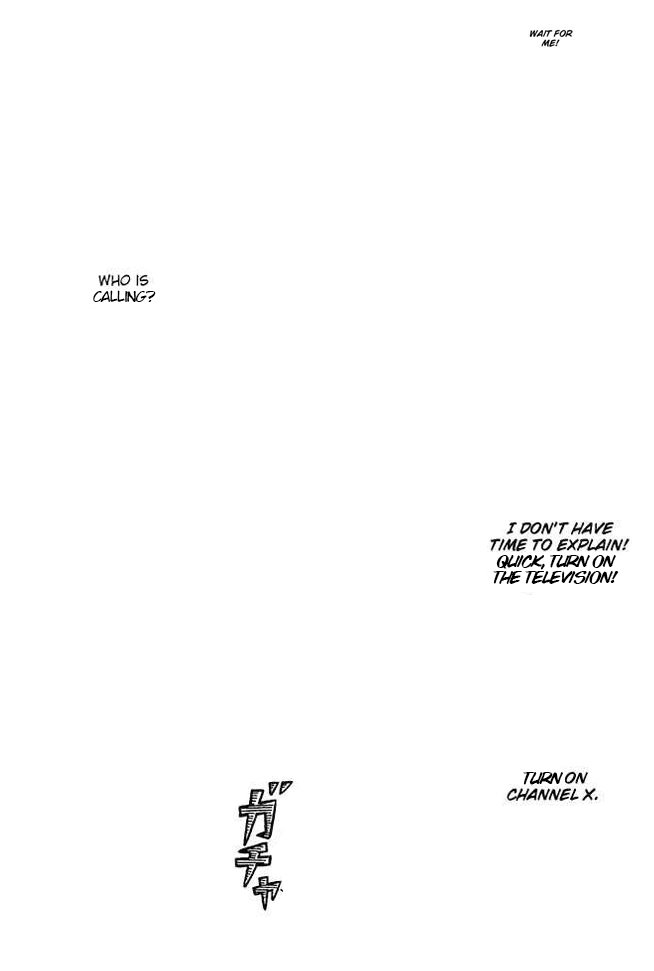 WAIT FOR
ME!
WHO IS
CALLING?
I DON'T HAVE
TIME TO EXPLAIN!
QUICK, TURN ON
THE TELEVISION!
TURN ON
CHANNEL X.
ガチャ